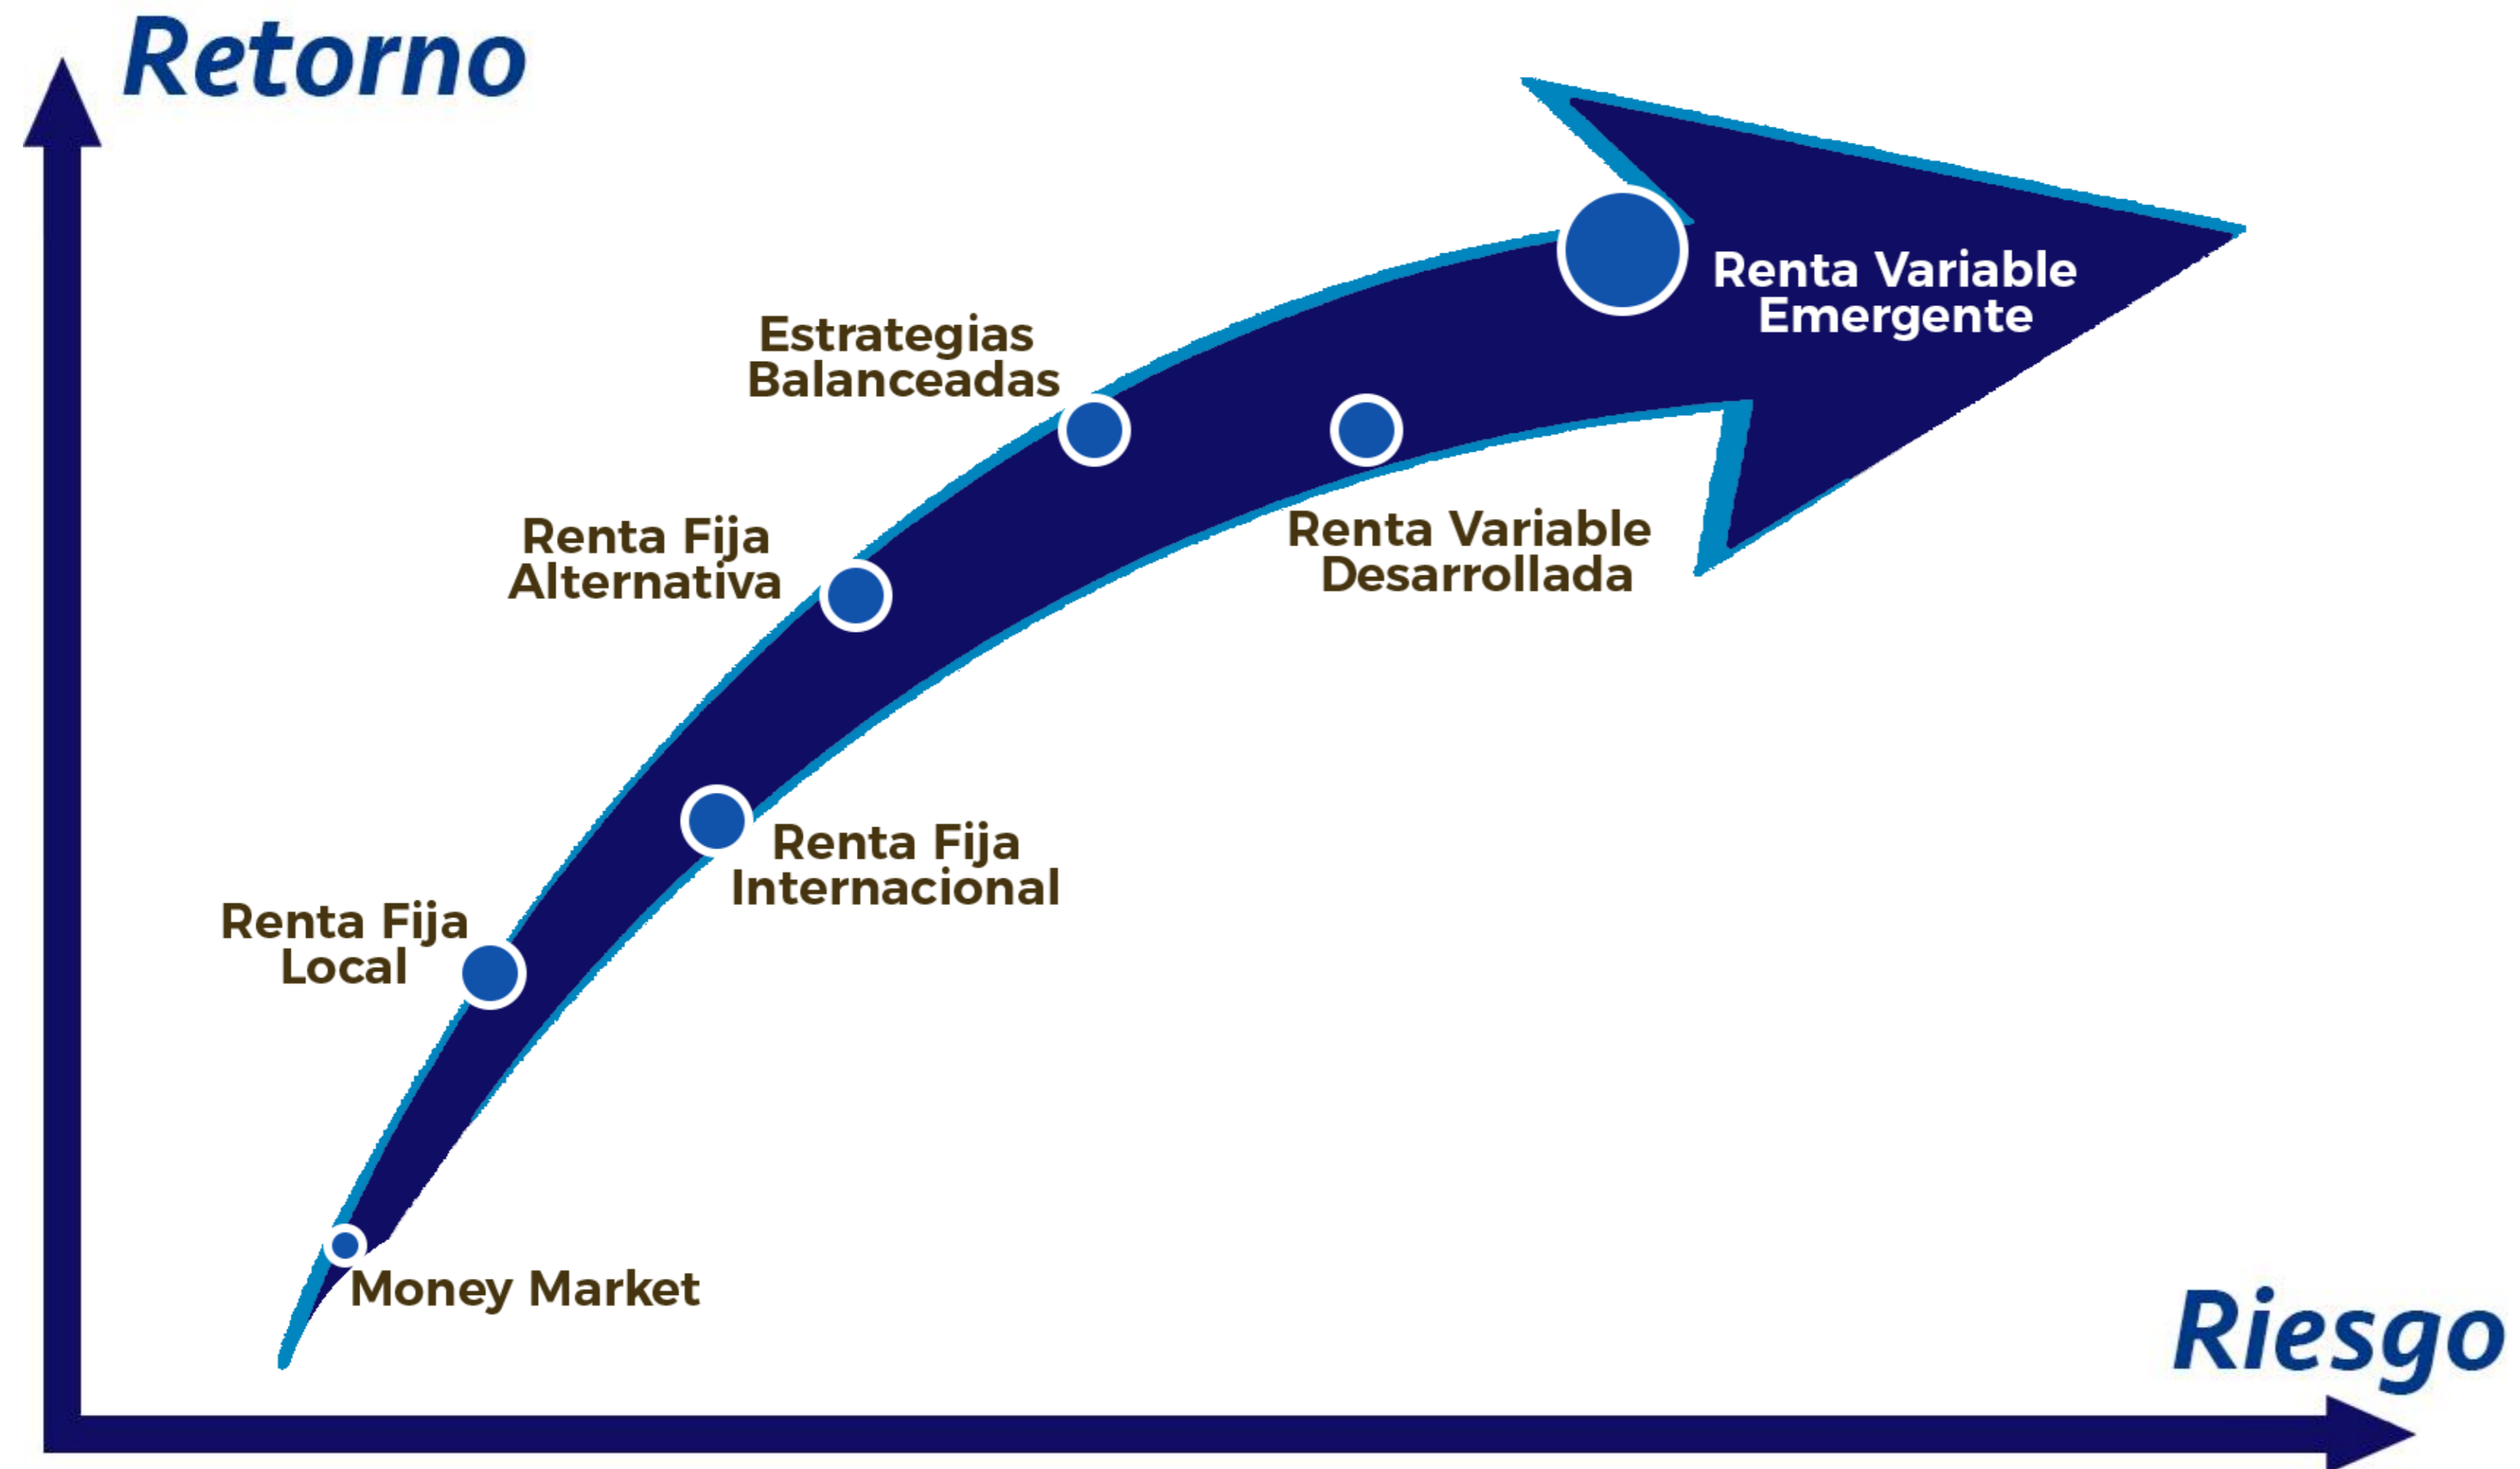 Retorno
Renta Variable
Emergente
Estrategias
Balanceadas
Renta Variable
Desarrollada
Renta Fija
Alternativa
Renta Fija
Internacional
Renta Fija
Local
Money Market
Riesgo